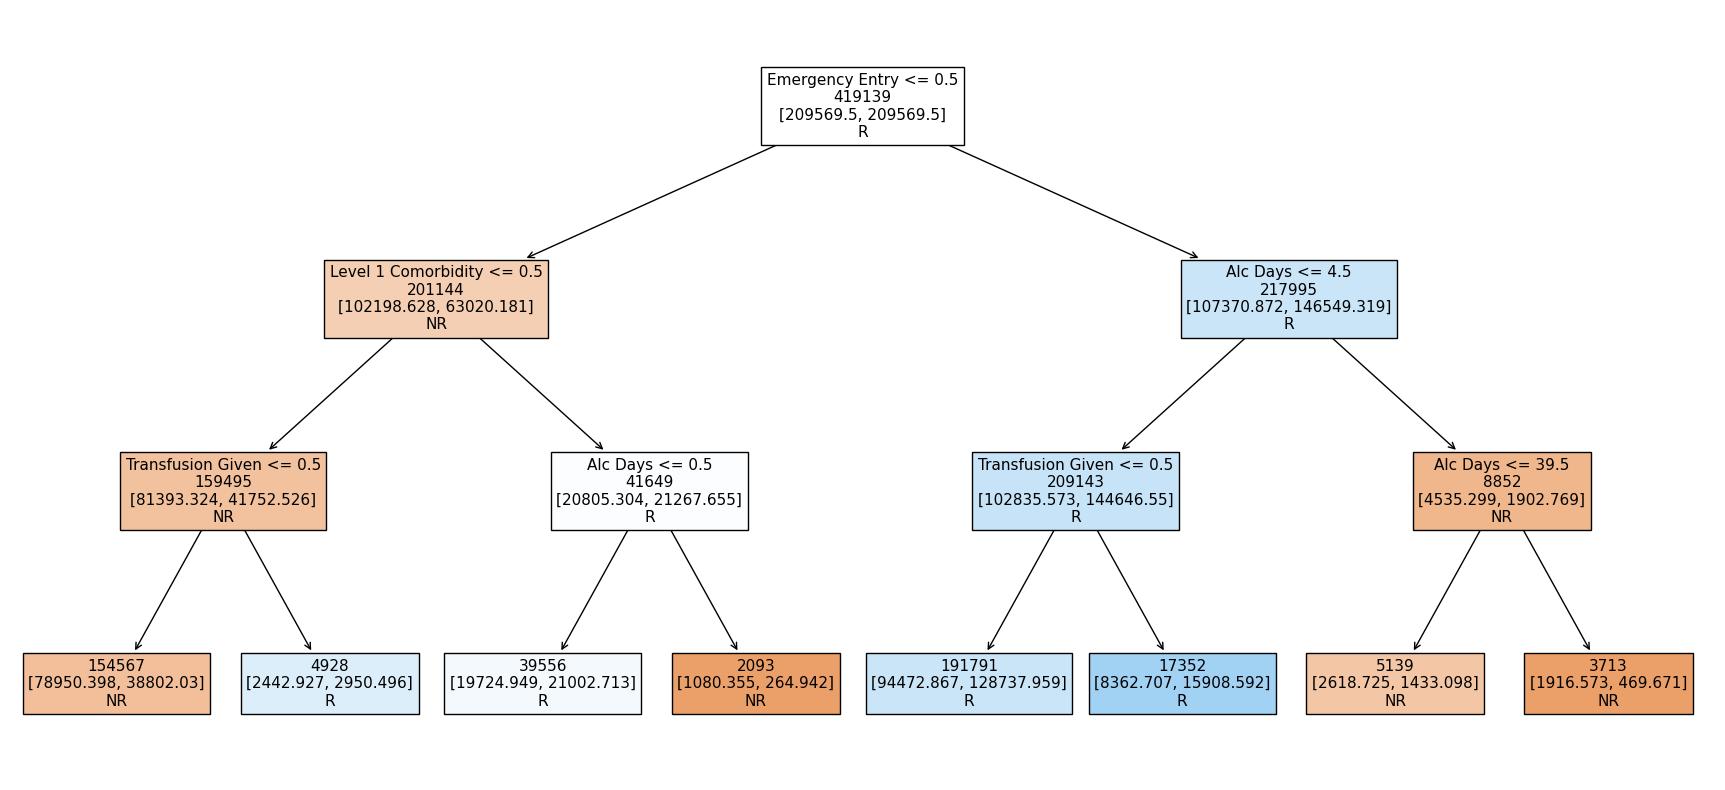 Emergency Entry <= 0.5
419139
[209569.5, 209569.5]
R
Level 1 Comorbidity <= 0.5
201144
[102198.628, 63020.181]
NR
Alc Days <= 4.5
217995
[107370.872, 146549.319]
R
Transfusion Given <= 0.5
159495
[81393.324, 41752.526]
NR
Alc Days <= 0.5
41649
[20805.304, 21267.655]
R
Transfusion Given <= 0.5
209143
[102835.573, 144646.55]
R
Alc Days <= 39.5
8852
[4535.299, 1902.769]
NR
154567
[78950.398, 38802.03]
NR
4928
[2442.927, 2950.496]
R
39556
[19724.949, 21002.713]
R
2093
[1080.355, 264.942]
NR
191791
[94472.867, 128737.959]
R
17352
[8362.707, 15908.592]
R
5139
[2618.725, 1433.098]
NR
3713
[1916.573, 469.671]
NR